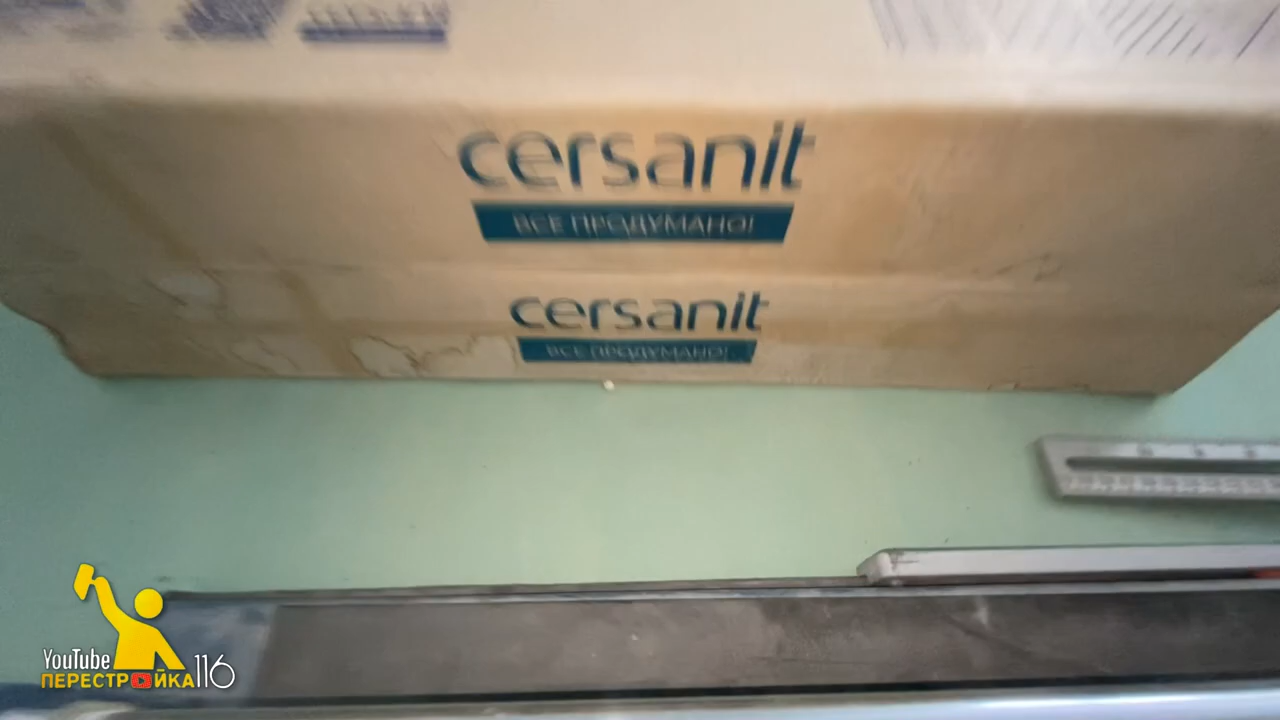 cersanit
ВСЕ ПРОДУМАНО!
cersanit
ВСЕ ПРОДУМАНО!
YouTube
ПЕРЕСТРОЙКА116